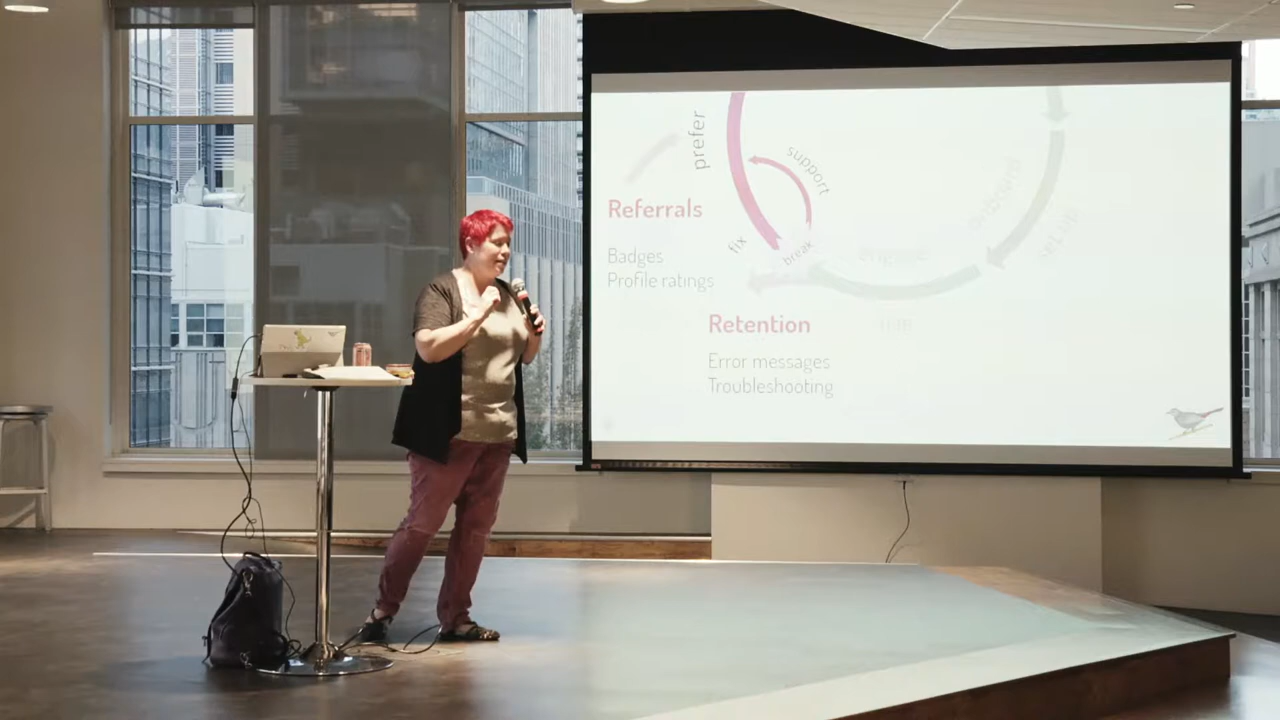 prefer
support
Referrals
fix
break
Badges
Profile ratings
Retention
Error messages
Troubleshooting